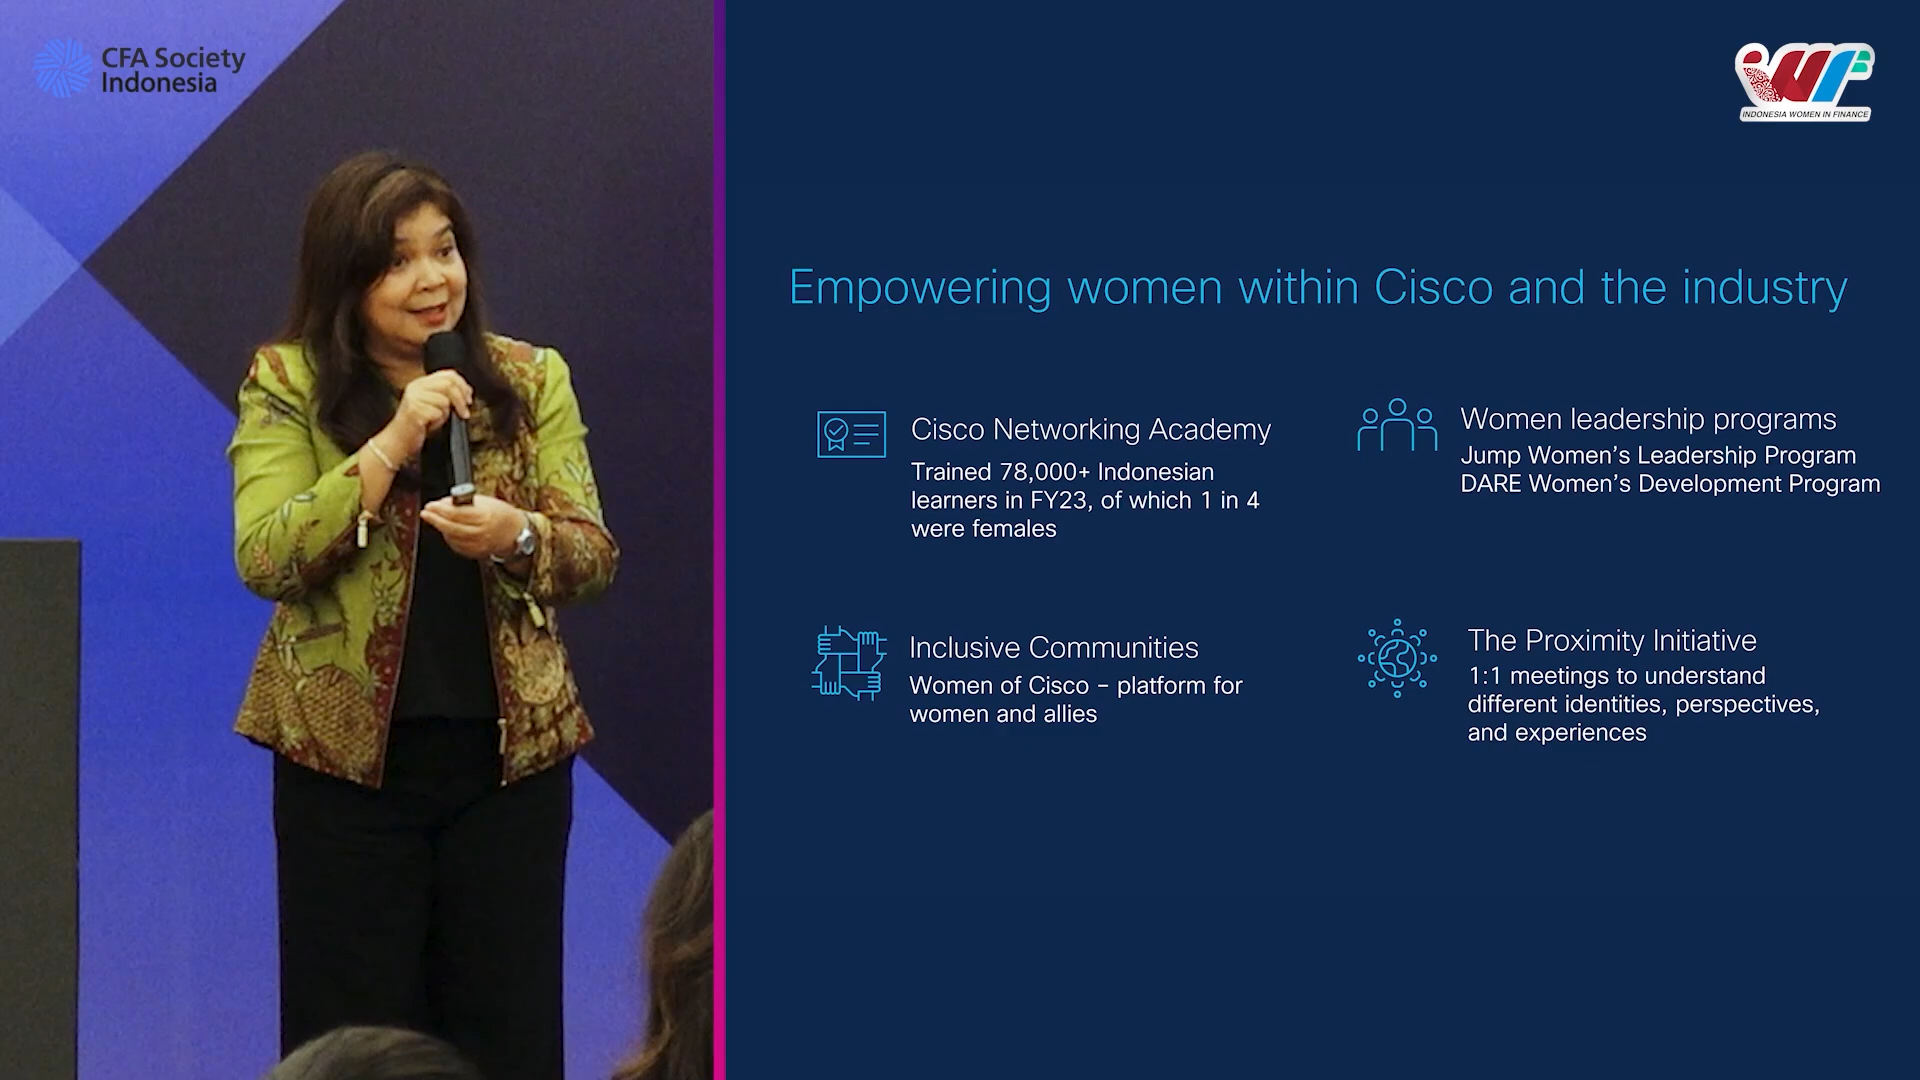 CFA Society
Indonesia
INDONESIA WOMEN IN FINANCE
Empowering women within Cisco and the industry
Cisco Networking Academy
Trained 78,000+ Indonesian
learners in FY23, of which 1 in 4
were females
Women leadership programs
Jump Women’s Leadership Program
DARE Women’s Development Program
Inclusive Communities
Women of Cisco – platform for
women and allies
The Proximity Initiative
1:1 meetings to understand
different identities, perspectives,
and experiences